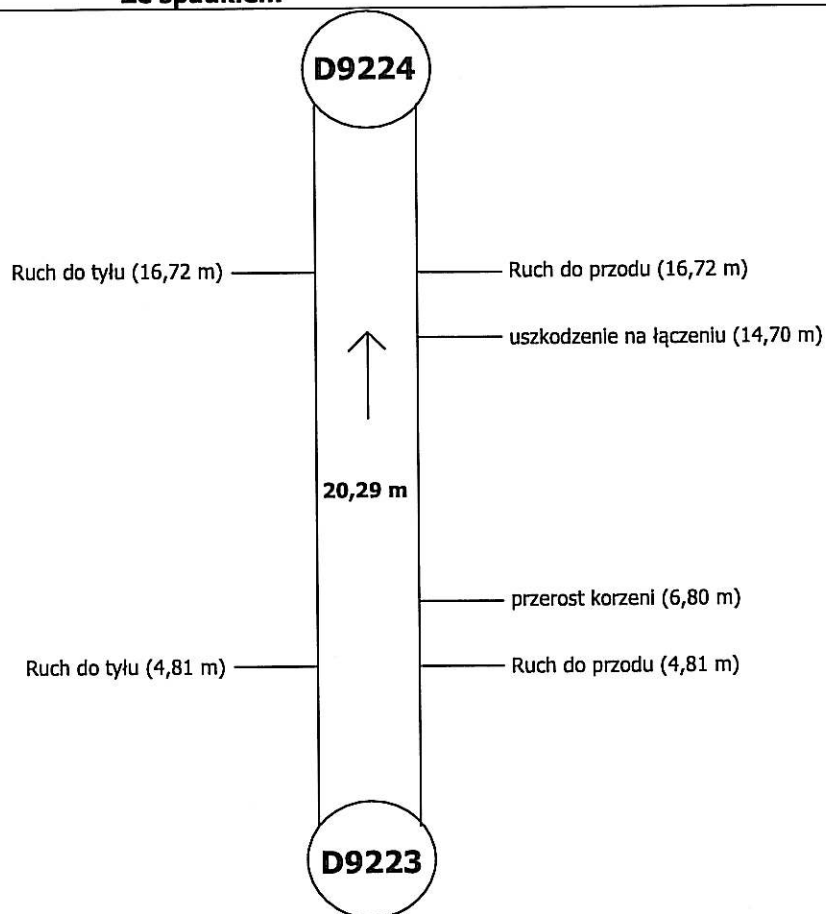 D9224
Ruch do tyłu (16,72 m)
Ruch do przodu (16,72 m)
uszkodzenie na łączeniu (14,70 m)
20,29 m
przerost korzeni (6,80 m)
Ruch do tyłu (4,81 m)
Ruch do przodu (4,81 m)
D9223